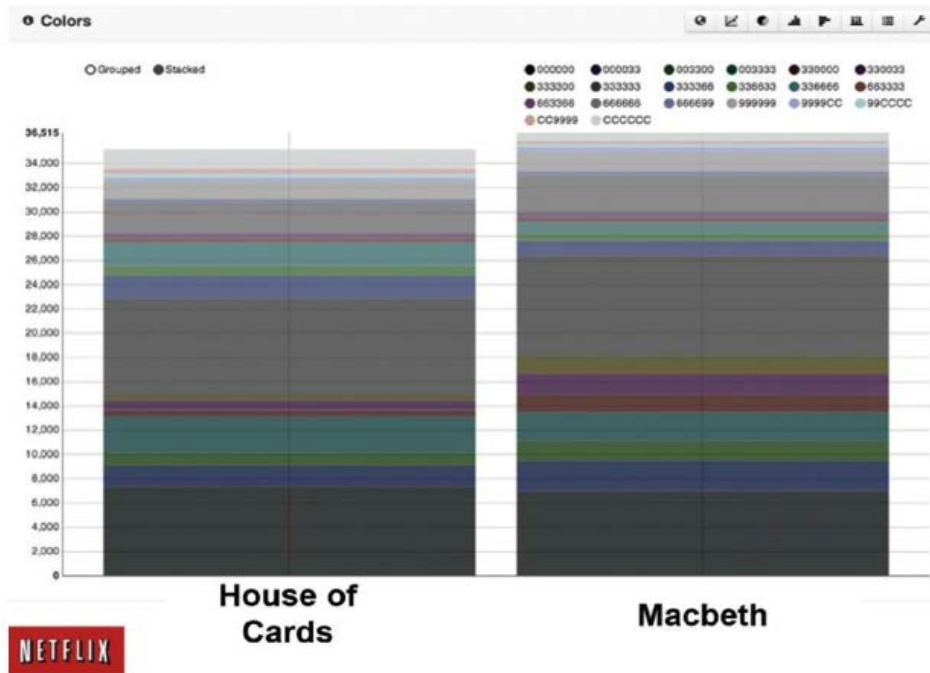 Colors
Grouped Stacked
000000 000033 003300 003333 330000 330033
333300 333333 333366 336633 336666 663333
663366 666666 666699 999999 9999CC 99CCCC
CC9999 CCCCCC
36,515
34,000
32,000
30,000
28,000
26,000
24,000
22,000
20,000
18,000
16,000
14,000
12,000
10,000
8,000
6,000
4,000
2,000
0
House of
Cards
Macbeth
NETFLIX